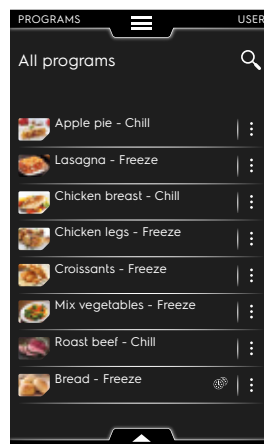 PROGRAMS USER
All programs
Apple pie - Chill
Lasagna - Freeze
Chicken breast - Chill
Chicken legs - Freeze
Croissants - Freeze
Mix vegetables - Freeze
Roast beef - Chill
Bread - Freeze